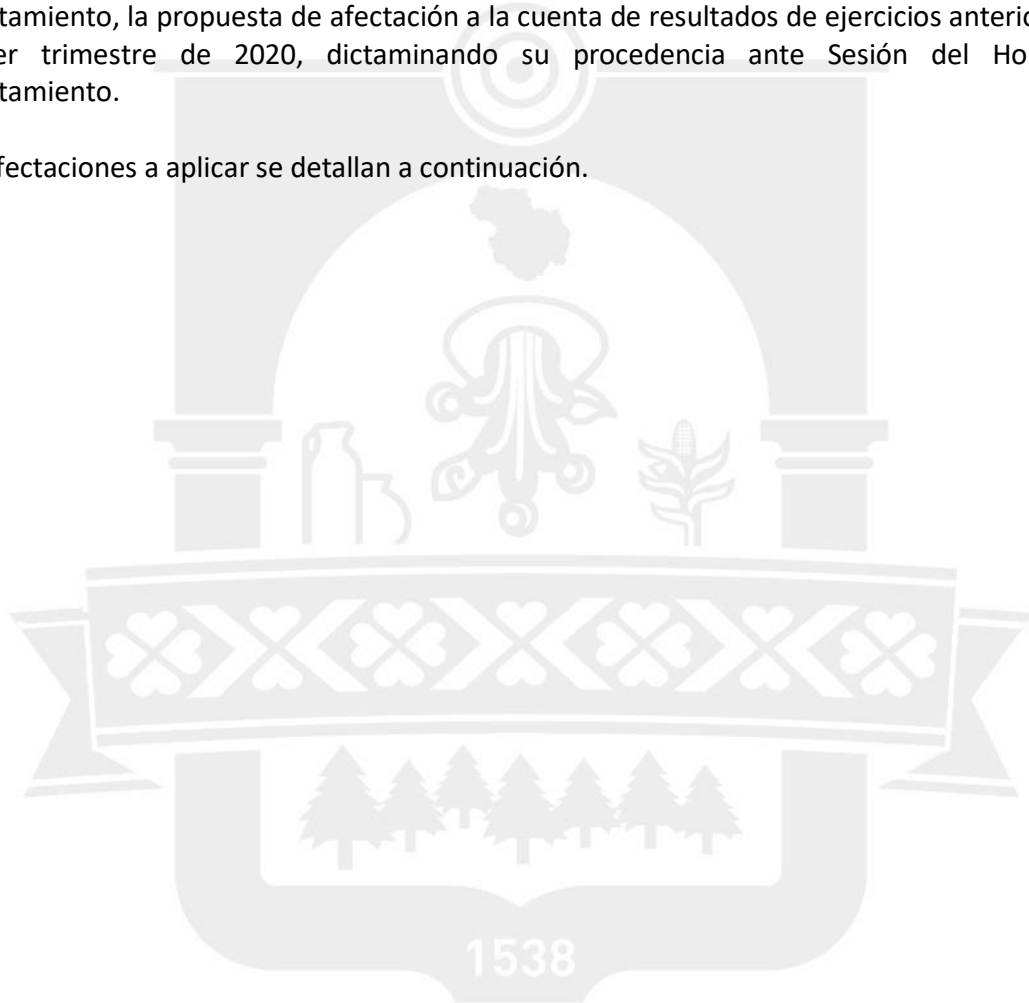 tamiento, la propuesta de afectación a la cuenta de resultados de ejercicios anteri
er trimestre de 2020, dictaminando su procedencia ante Sesión del Ho
tamiento.
fectaciones a aplicar se detallan a continuación.
1538